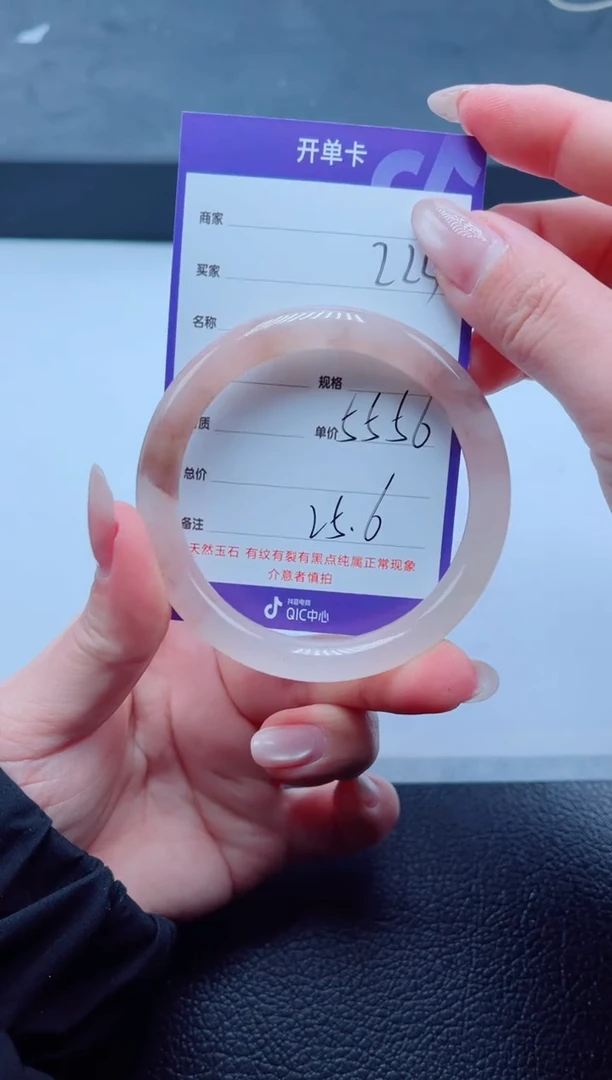 开单卡
商家
买家
名称
规格
质 单价 5556
总价
备注 25.6
天然玉石 有纹有裂有黑点纯属正常现象
介意者慎拍
抖音电商
QIC中心